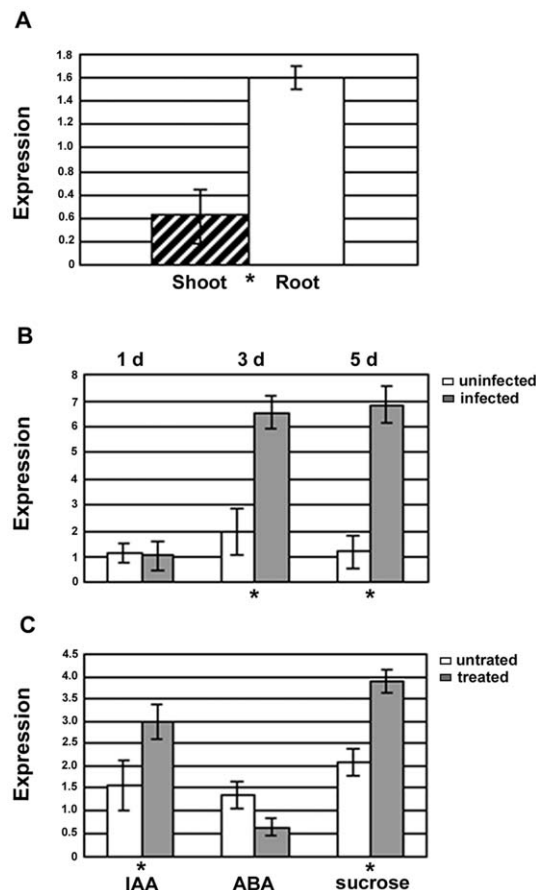 A
Expression
1.8
1.6
1.4
1.2
1.0
0.8
0.4
0.6
0.2
0
Shoot * Root
B
1 d 3 d 5 d
Expression
8
7
6
5
4
3
2
1
0
uninfected
infected
* *
C
Expression
4.5
4.0
3.5
3.0
2.5
2.0
1.5
1.0
0.5
0
untrated
treated
* *
IAA ABA sucrose